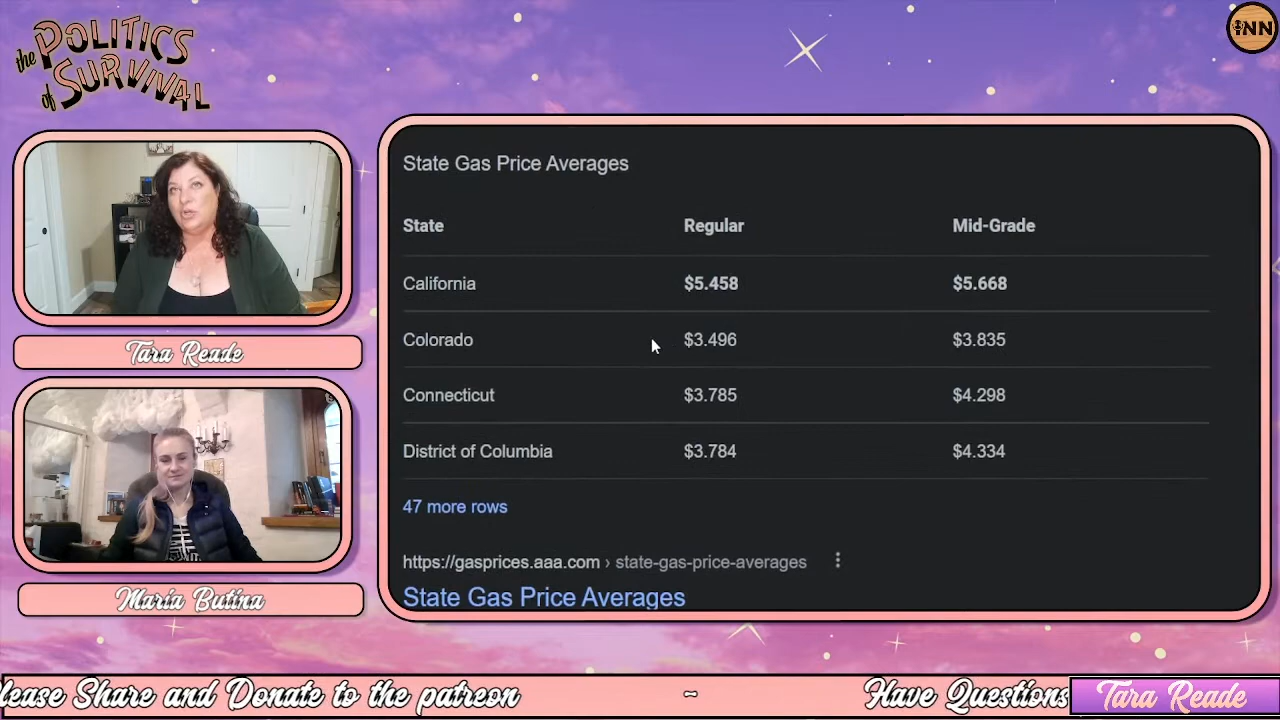 the POLITICS
of SURVIVAL
iNN
Tara Reade
Maria Butina
State Gas Price Averages
State Regular Mid-Grade
California $5.458 $5.668
Colorado $3.496 $3.835
Connecticut $3.785 $4.298
District of Columbia $3.784 $4.334
47 more rows
https://gasprices.aaa.com › state-gas-price-averages
State Gas Price Averages
lease Share and Donate to the patreon ~ Have Questions
Tara Reade